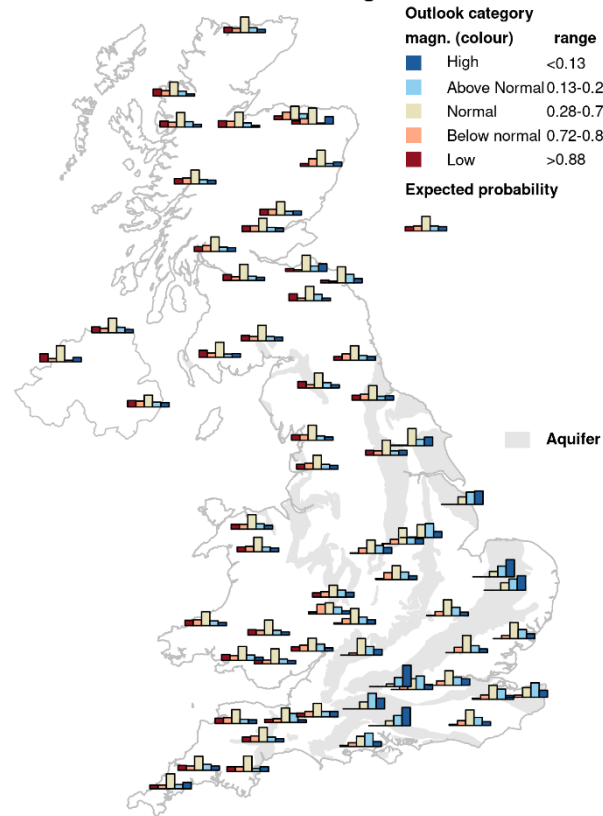 Outlook category
magn. (colour) range
High <0.13
Above Normal 0.13-0.2
Normal 0.28-0.7
Below normal 0.72-0.8
Low >0.88
Expected probability
Aquifer